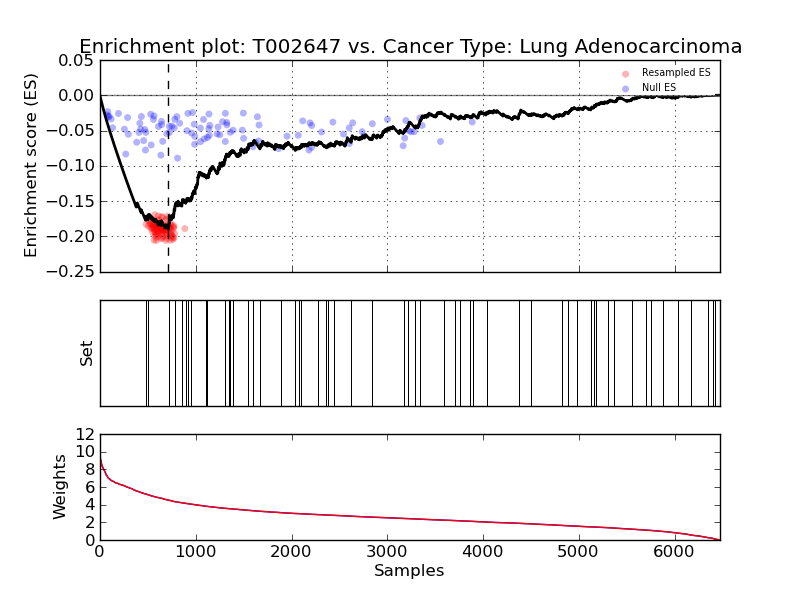 Enrichment plot: T002647 vs. Cancer Type: Lung Adenocarcinoma
Enrichment score (ES)
0.05
0.00
−0.05
−0.10
−0.15
−0.20
−0.25
Resampled ES
Null ES
Set
Weights
12
10
8
6
4
2
0
0 1000 2000 3000 4000 5000 6000
Samples